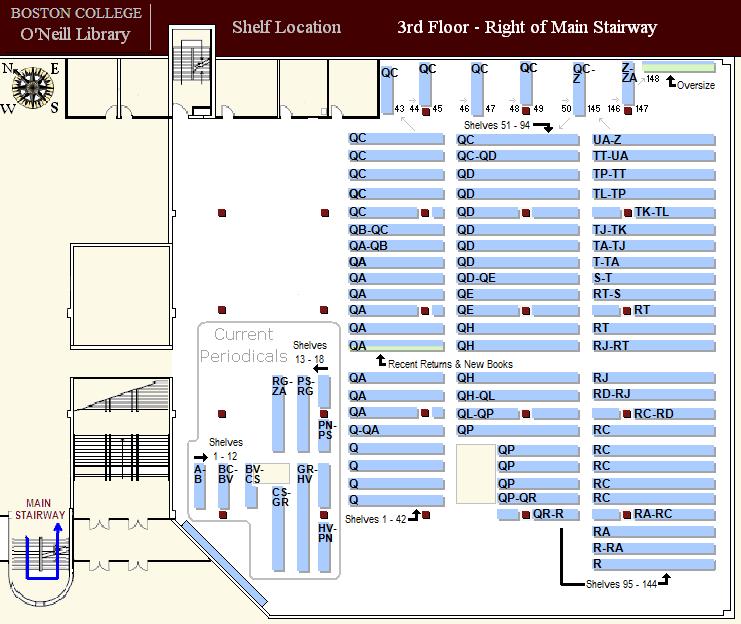 BOSTON COLLEGE
O'Neill Library
Shelf Location
3rd Floor - Right of Main Stairway
N E
W S
QC
QC
QC
QC
QC-
Z
Z-
ZA
148
Oversize
43 44 45
46 47
48 49
50 145
146 147
Shelves 51 - 94
QC
QC
QC
QC
QC
QB-QC
QA-QB
QA
QA
QA
QA
QA
QA
Recent Returns & New Books
QA
QA
QA
Q-QA
Q
Q
Q
Q
Shelves 1 - 42
QC
QC-QD
QD
QD
QD
QD
QD
QD
QD-QE
QE
QE
QH
QH
QH
QH-QL
QL-QP
QP
QP
QP
QP
QP-QR
QR-R
UA-Z
TT-UA
TP-TT
TL-TP
TK-TL
TJ-TK
TA-TJ
T-TA
S-T
RT-S
RT
RT
RJ-RT
RJ
RD-RJ
RC-RD
RC
RC
RC
RC
RC
RA-RC
RA
R-RA
R
Shelves 95 - 144
Current
Periodicals
Shelves
13 - 18
RG-
ZA
PS-
RG
PN-
PS
Shelves
1 - 12
A-
B
BC-
BV
BV-
CS
CS-
GR
GR-
HV
HV-
PN
MAIN
STAIRWAY